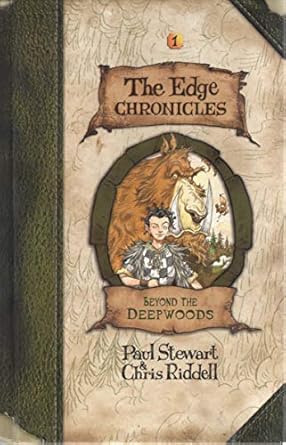 1
The Edge
CHRONICLES
BEYOND THE
DEEPWOODS
Paul Stewart
& Chris Riddell